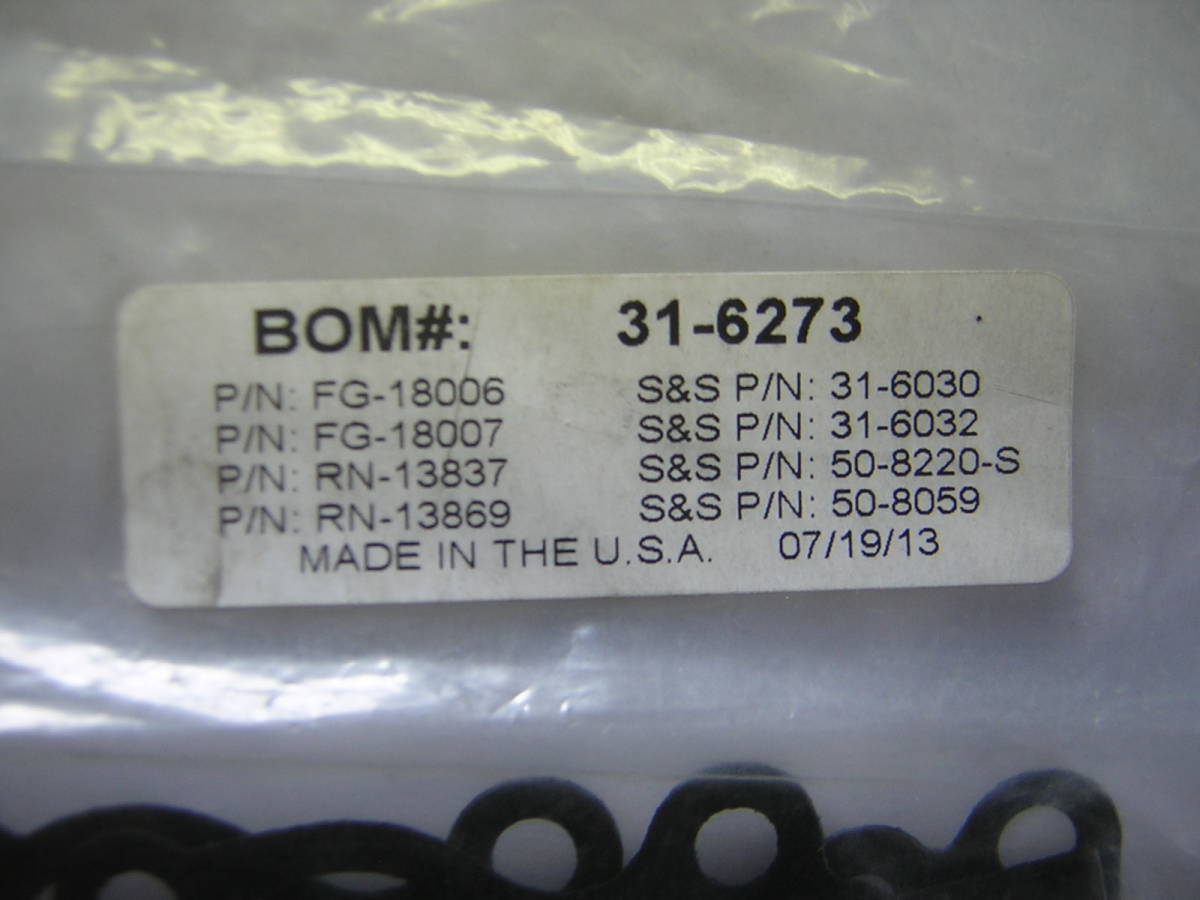 BOM#: 31-6273
P/N: FG-18006 S&S P/N: 31-6030
P/N: FG-18007 S&S P/N: 31-6032
P/N: RN-13837 S&S P/N: 50-8220-S
P/N: RN-13869 S&S P/N: 50-8059
MADE IN THE U.S.A. 07/19/13